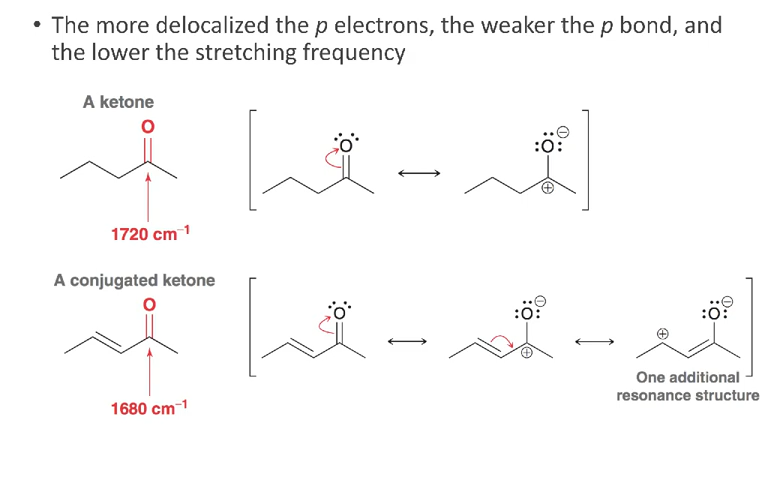 • The more delocalized the p electrons, the weaker the p bond, and
the lower the stretching frequency
A ketone
O
:O:
⊖
:O:
⊕
1720 cm⁻¹
A conjugated ketone
O
:O:
⊖
:O:
⊕
⊖
:O:
⊕
1680 cm⁻¹
One additional
resonance structure